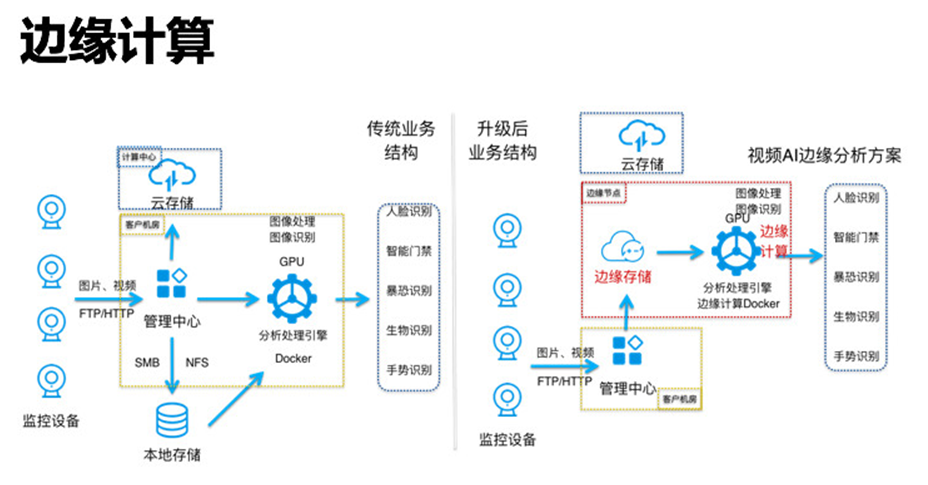 边缘计算
传统业务
结构
计算中心
云存储
客户机房
图像处理
图像识别
GPU
分析处理引擎
Docker
图片、视频
FTP/HTTP
管理中心
SMB
NFS
本地存储
监控设备
人脸识别
智能门禁
暴恐识别
生物识别
手势识别
升级后
业务结构
云存储
视频AI边缘分析方案
边缘节点
图像处理
图像识别
GPU
边缘
计算
边缘存储
分析处理引擎
边缘计算Docker
图片、视频
FTP/HTTP
管理中心
客户机房
监控设备
人脸识别
智能门禁
暴恐识别
生物识别
手势识别